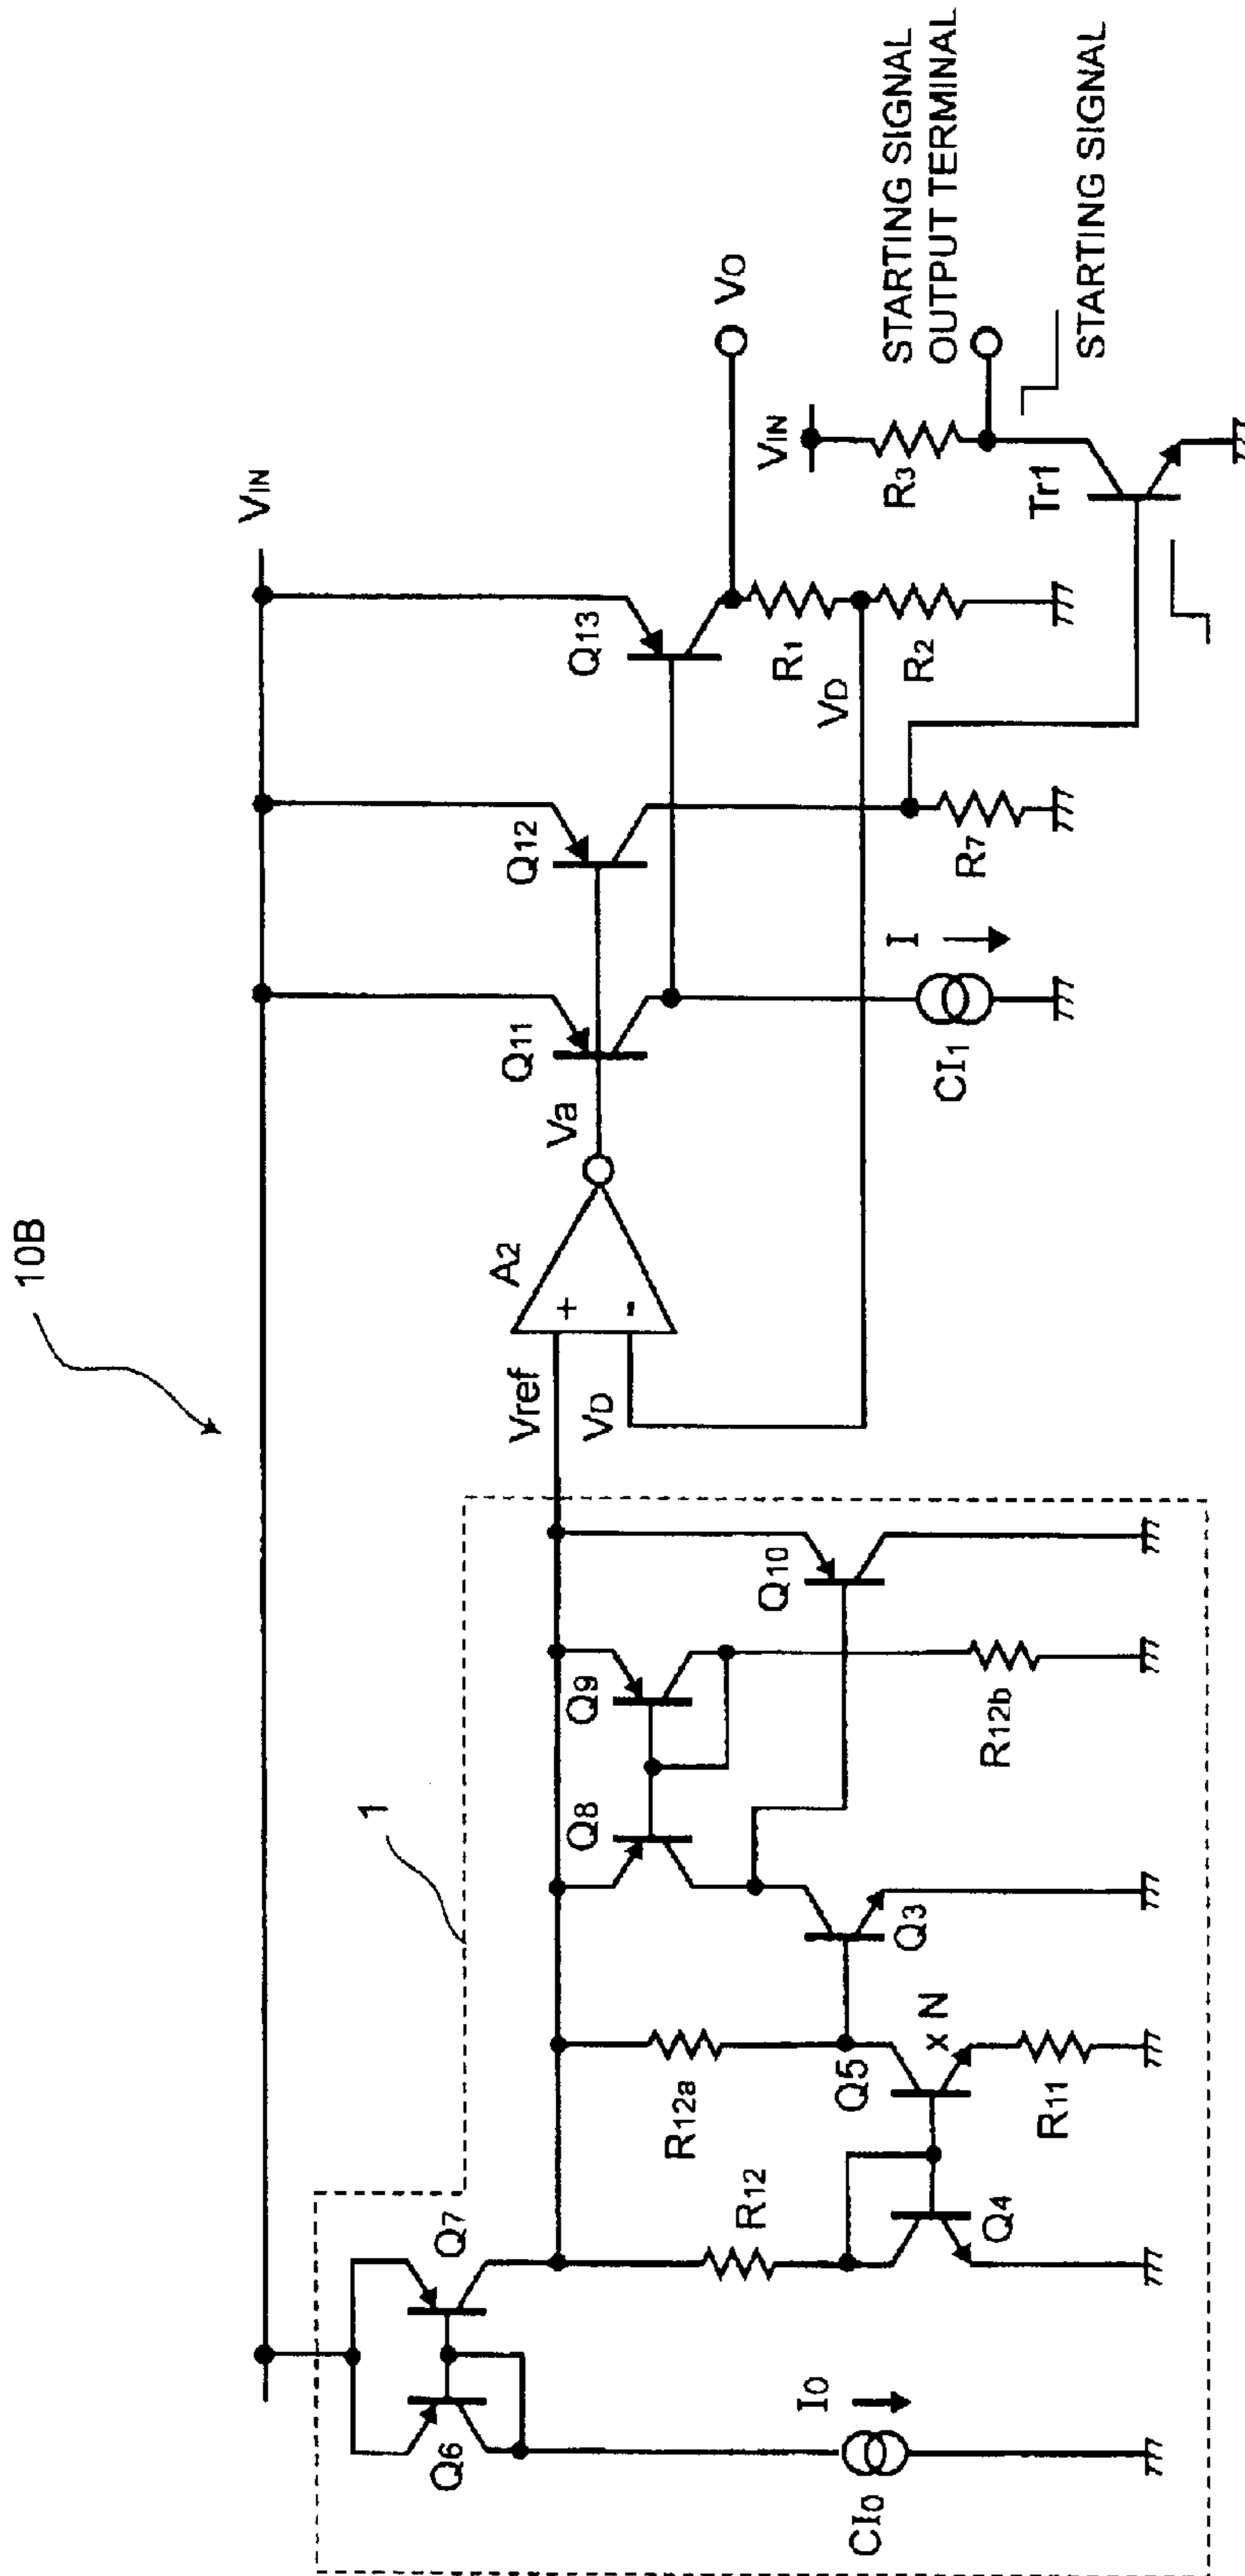 10B
VIN
1
Q6
Q7
CI0
I0
R12
Q4
R12a
Q5
x N
R11
Q3
Q8
Q9
R12b
Q10
Vref
VD
A2
+
-
Va
Q11
Q12
Q13
CI1
I
R7
VD
R1
R2
VO
VIN
R3
Tr1
STARTING SIGNAL
OUTPUT TERMINAL
STARTING SIGNAL